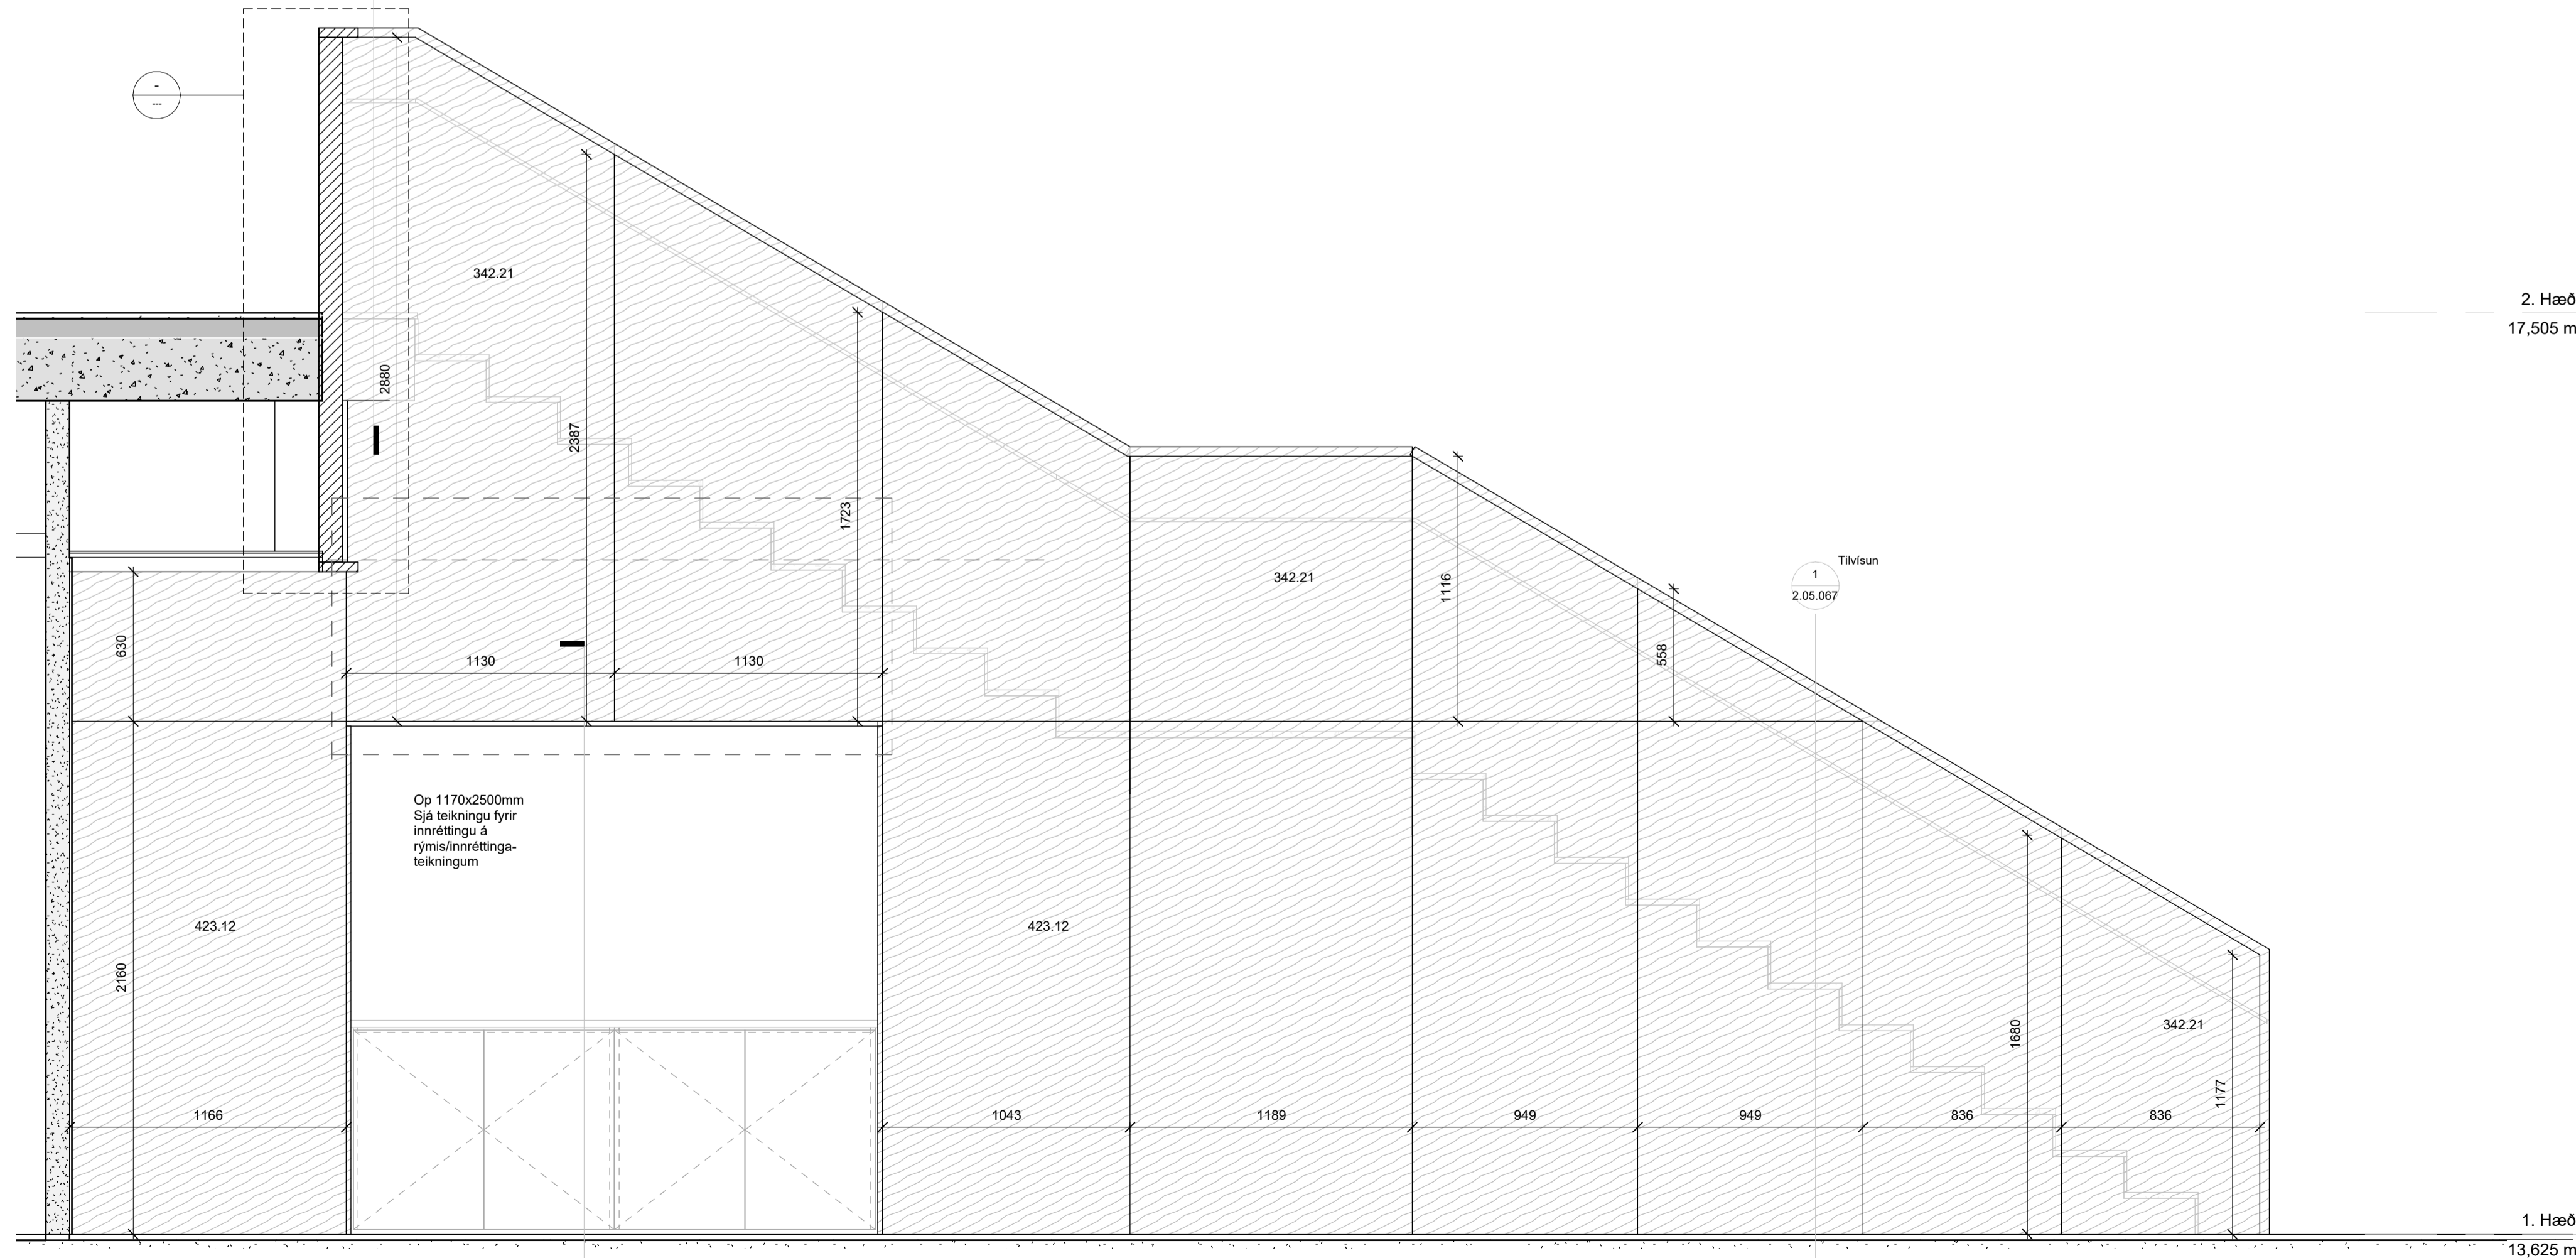 -
---
342.21
2. Hæð
17,505 m
2880
2387
1723
1116
558
342.21
Tilvísun
1
2.05.067
630
1130
1130
Op 1170x2500mm
Sjá teikningu fyrir
innréttingu á
rýmis/innréttinga-
teikningum
423.12
423.12
2160
1680
342.21
1177
1166
1043
1189
949
949
836
836
1. Hæð
13,625 m